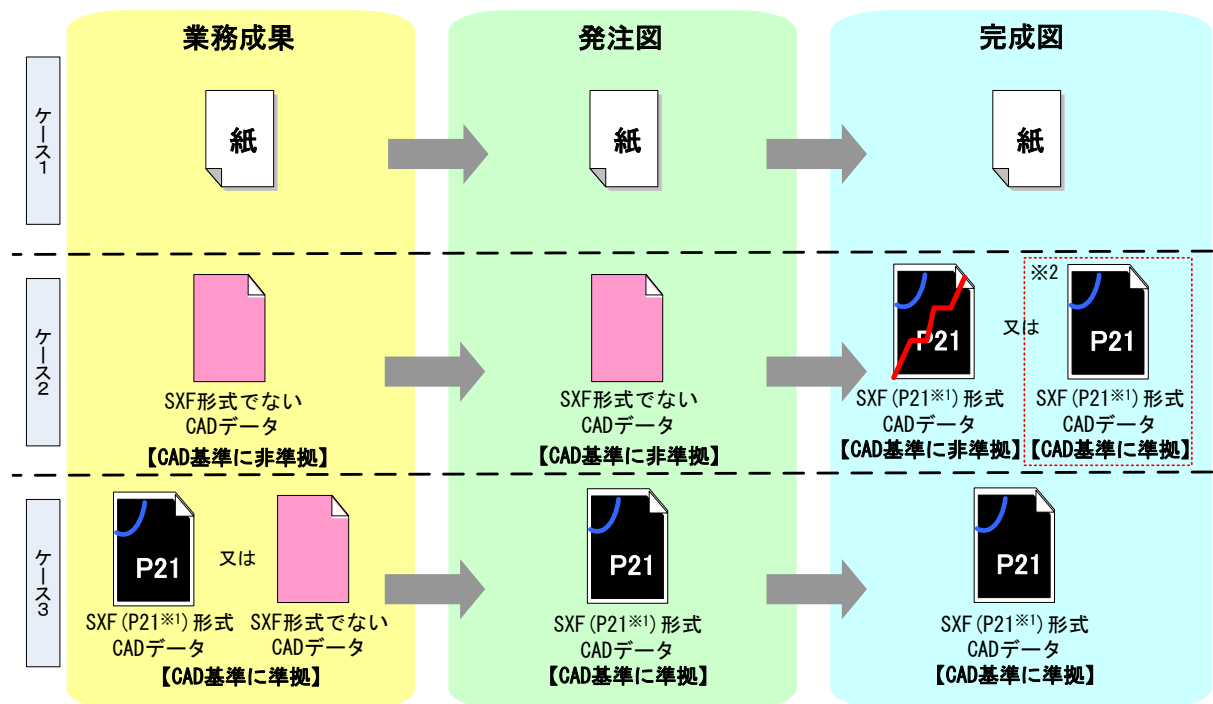 業務成果
発注図
完成図
ケース1
紙
紙
紙
ケース2
SXF形式でない
CADデータ
【CAD基準に非準拠】
SXF形式でない
CADデータ
【CAD基準に非準拠】
P21
SXF(P21※1)形式
CADデータ
【CAD基準に非準拠】
又は
※2
P21
SXF(P21※1)形式
CADデータ
【CAD基準に準拠】
ケース3
P21
SXF(P21※1)形式
CADデータ
又は
SXF形式でない
CADデータ
【CAD基準に準拠】
P21
SXF(P21※1)形式
CADデータ
【CAD基準に準拠】
P21
SXF(P21※1)形式
CADデータ
【CAD基準に準拠】